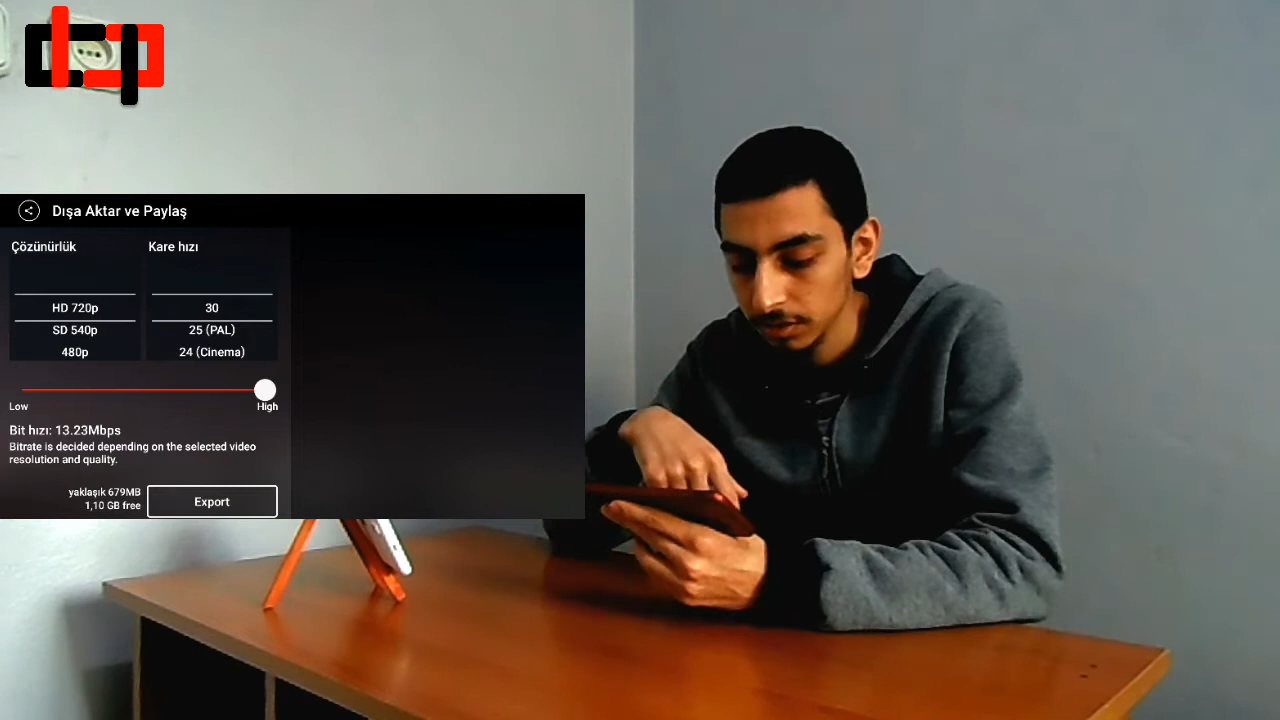 Dışa Aktar ve Paylaş
Çözünürlük
Kare hızı
HD 720p
30
SD 540p
25 (PAL)
480p
24 (Cinema)
Low
High
Bit hızı: 13.23Mbps
Bitrate is decided depending on the selected video
resolution and quality.
yaklaşık 679MB
1,10 GB free
Export